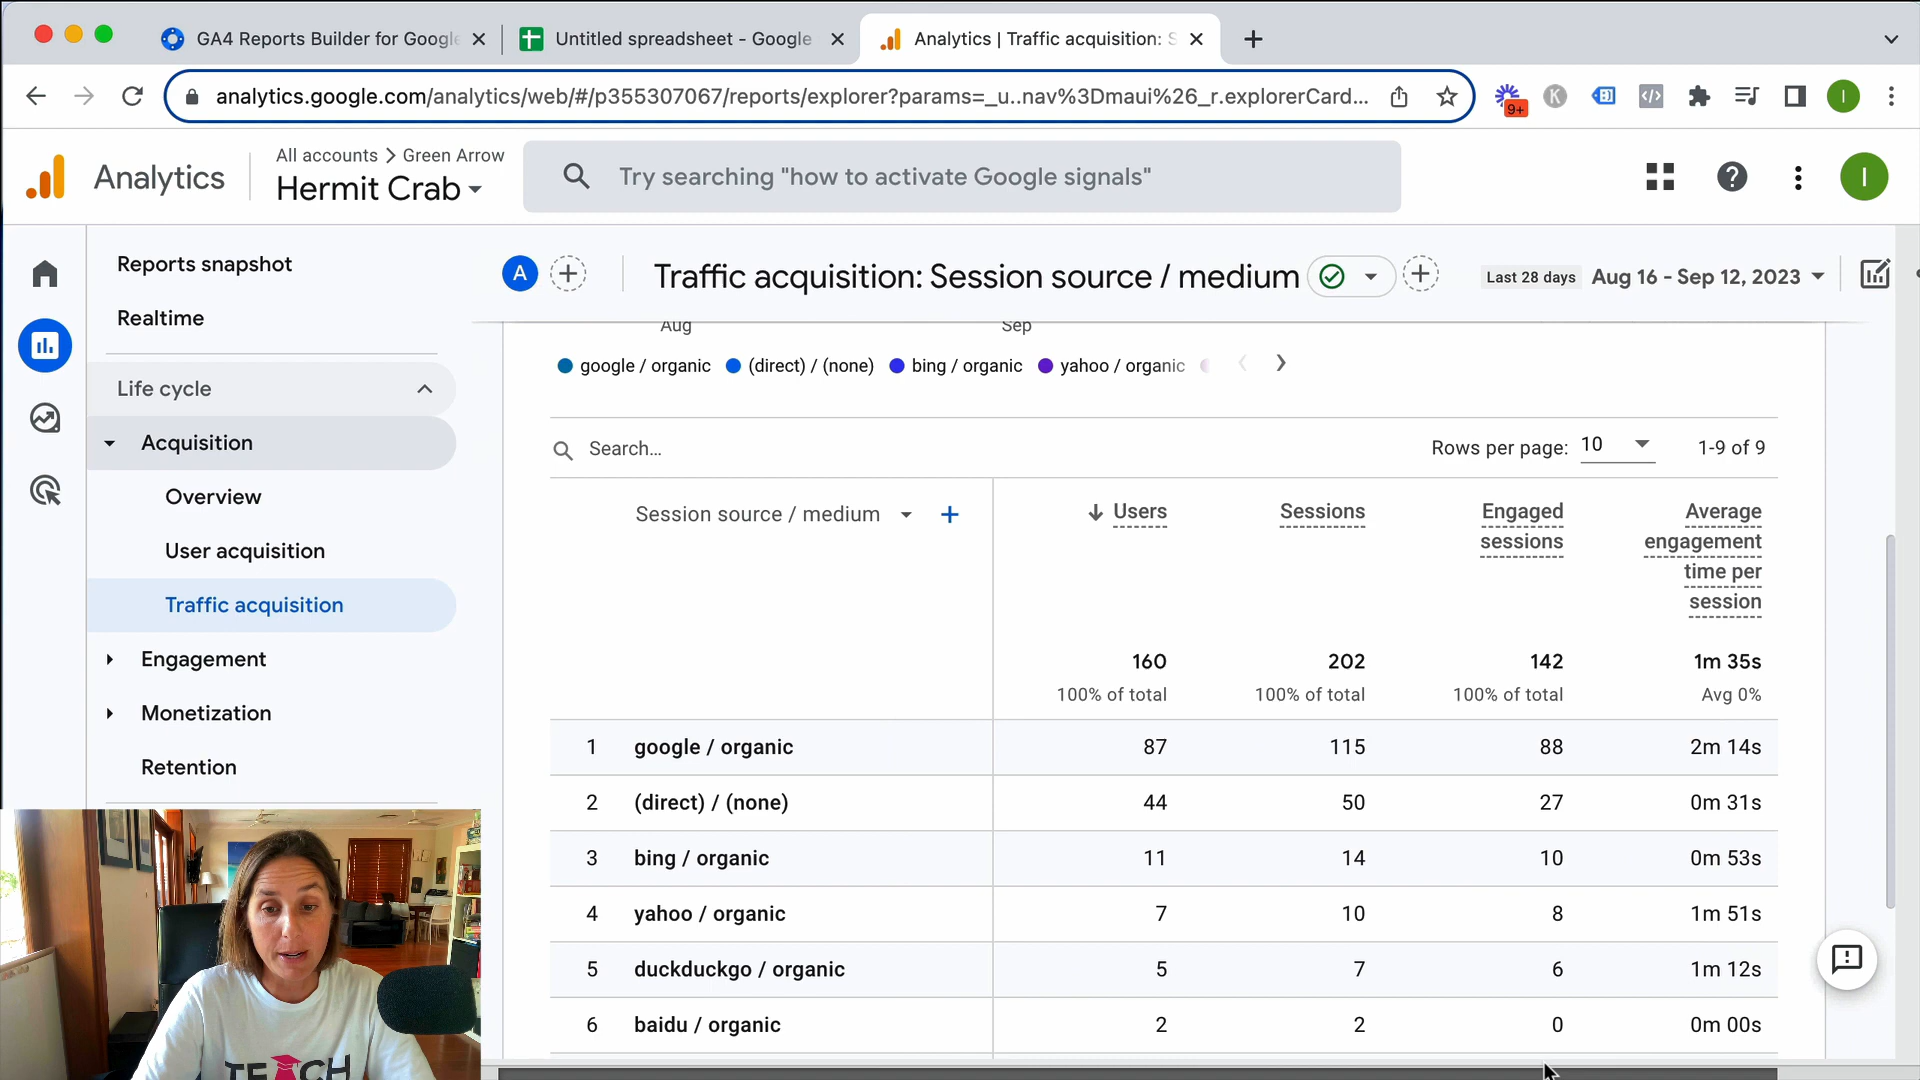 GA4 Reports Builder for Google
Untitled spreadsheet - Google
Analytics | Traffic acquisition: S
analytics.google.com/analytics/web/#/p355307067/reports/explorer?params=_u..nav%3Dmaui%26_r.explorerCard...
9+
K
I
Analytics
All accounts > Green Arrow
Hermit Crab
Try searching "how to activate Google signals"
I
Reports snapshot
Realtime
Life cycle
Acquisition
Overview
User acquisition
Traffic acquisition
Engagement
Monetization
Retention
A
Traffic acquisition: Session source / medium
Last 28 days Aug 16 - Sep 12, 2023
Aug Sep
google / organic (direct) / (none) bing / organic yahoo / organic
Search...
Rows per page: 10 1-9 of 9
Session source / medium
Users
Sessions
Engaged
sessions
Average
engagement
time per
session
160 202 142 1m 35s
100% of total 100% of total 100% of total Avg 0%
1 google / organic 87 115 88 2m 14s
2 (direct) / (none) 44 50 27 0m 31s
3 bing / organic 11 14 10 0m 53s
4 yahoo / organic 7 10 8 1m 51s
5 duckduckgo / organic 5 7 6 1m 12s
6 baidu / organic 2 2 0 0m 00s
TEACH